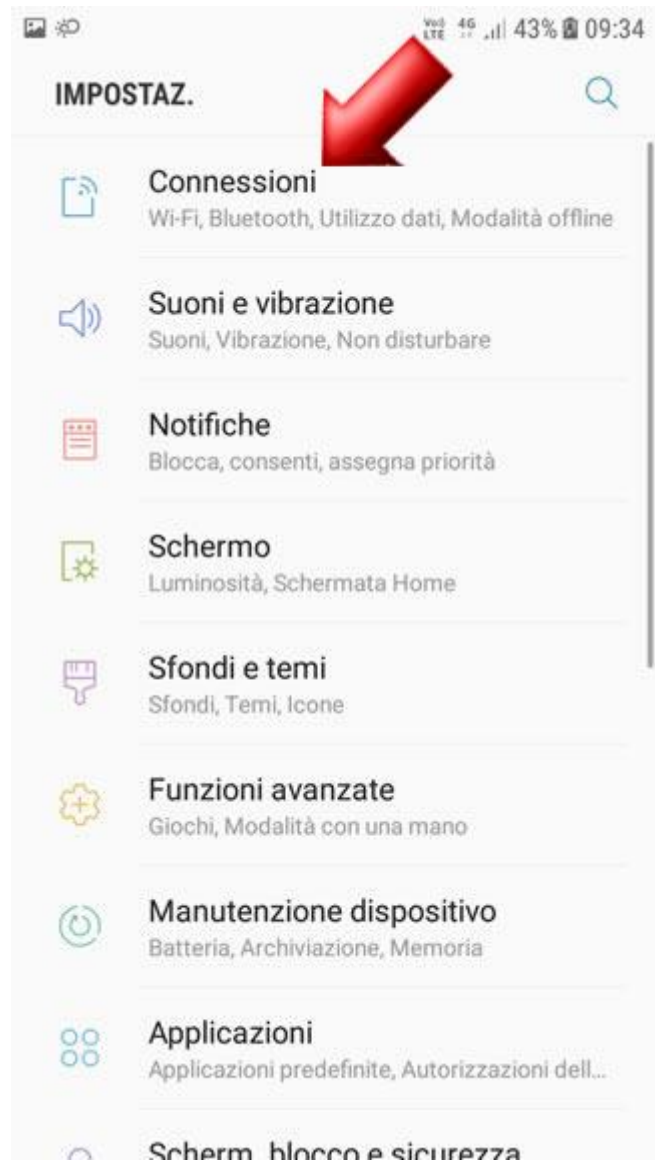 VoLTE 4G 43% 09:34
IMPOSTAZ.
Connessioni
Wi-Fi, Bluetooth, Utilizzo dati, Modalità offline
Suoni e vibrazione
Suoni, Vibrazione, Non disturbare
Notifiche
Blocca, consenti, assegna priorità
Schermo
Luminosità, Schermata Home
Sfondi e temi
Sfondi, Temi, Icone
Funzioni avanzate
Giochi, Modalità con una mano
Manutenzione dispositivo
Batteria, Archiviazione, Memoria
Applicazioni
Applicazioni predefinite, Autorizzazioni dell...
Scherm. blocco e sicurezza